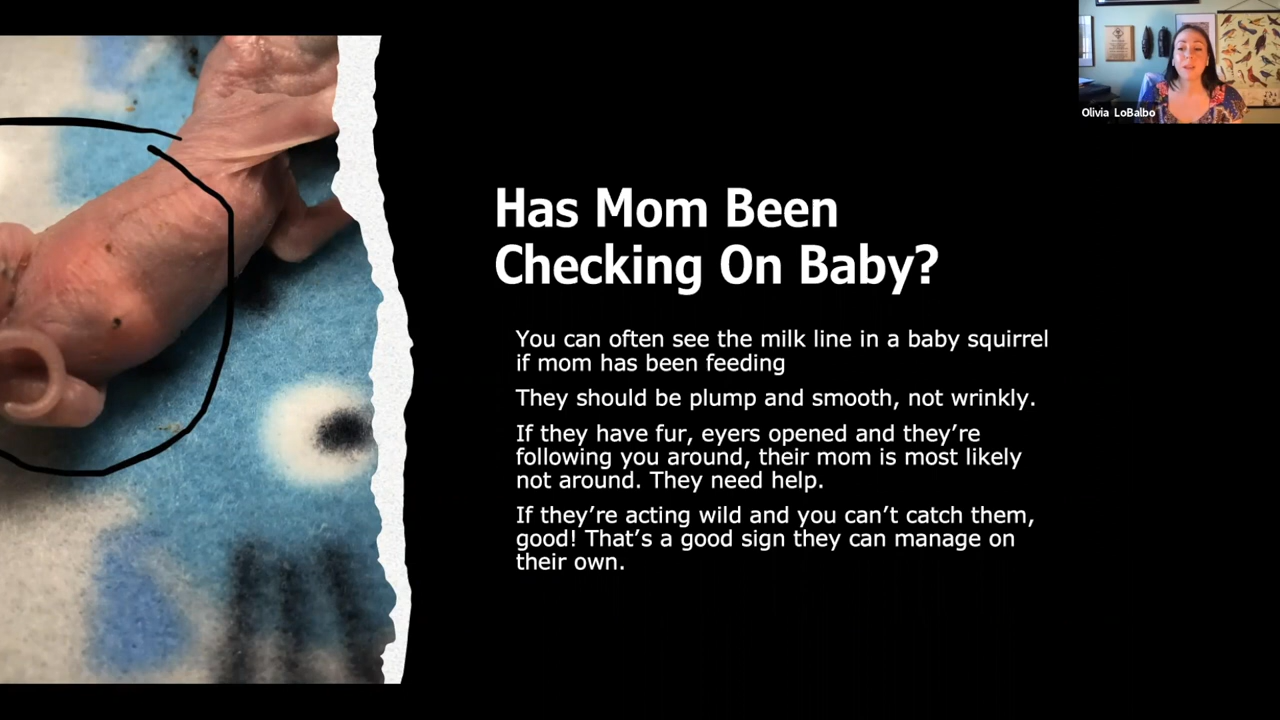 Olivia LoBalbo
Has Mom Been
Checking On Baby?
You can often see the milk line in a baby squirrel
if mom has been feeding
They should be plump and smooth, not wrinkly.
If they have fur, eyers opened and they're
following you around, their mom is most likely
not around. They need help.
If they're acting wild and you can't catch them,
good! That's a good sign they can manage on
their own.